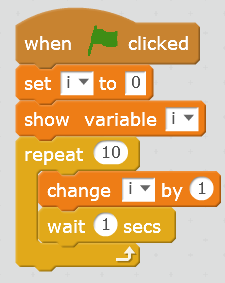 when clicked
set i to 0
show variable i
repeat 10
change i by 1
wait 1 secs